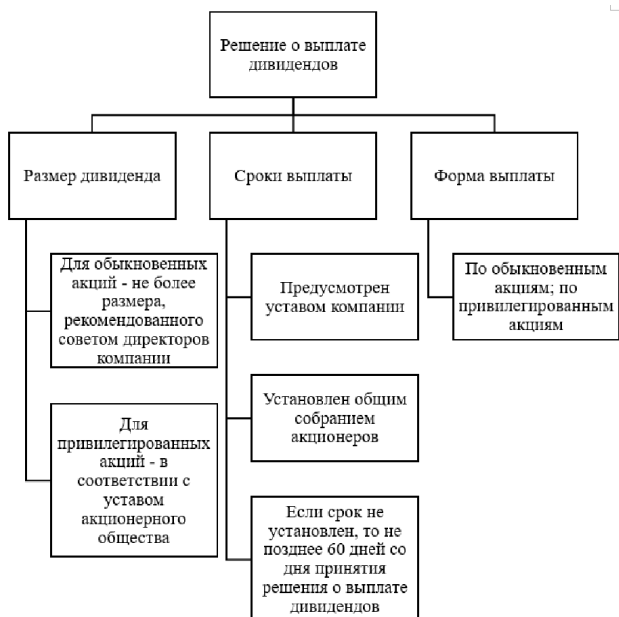 Решение о выплате
дивидендов
Размер дивиденда
Сроки выплаты
Форма выплаты
Для обыкновенных
акций - не более
размера,
рекомендованного
советом директоров
компании
Для
привилегированных
акций - в
соответствии с
уставом
акционерного
общества
Предусмотрен
уставом компании
Установлен общим
собранием
акционеров
Если срок не
установлен, то не
позднее 60 дней со
дня принятия
решения о выплате
дивидендов
По обыкновенным
акциям; по
привилегированным
акциям